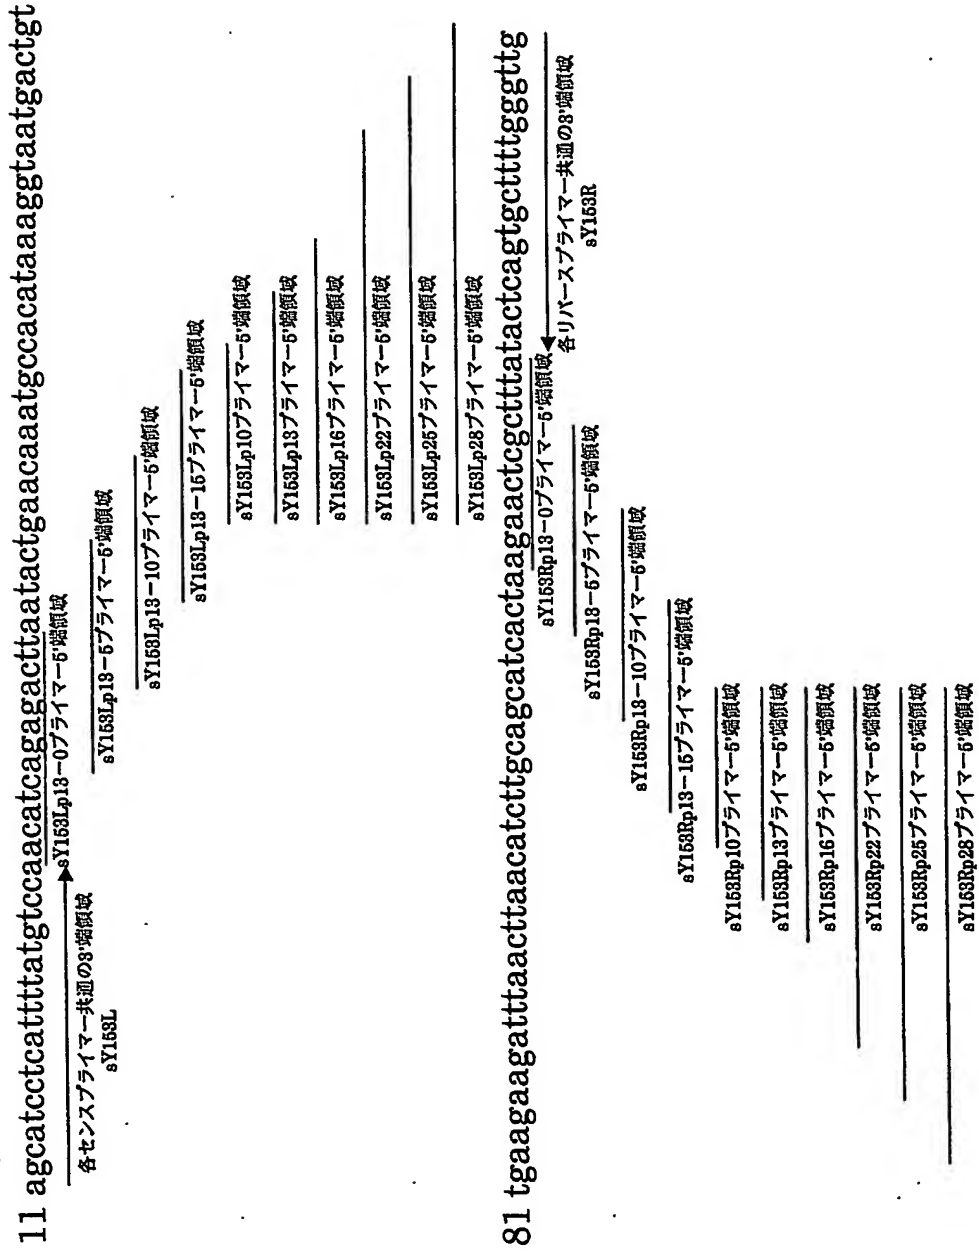 11 agcatcctcattttatgtccaacatcagagacttaatactgaacaaatgccacataaaggtaatgactgt
sY153Lp13-0プライマー5'端領域
各センスプライマー共通の3'端領域
sY153L
sY153Lp13-5プライマー5'端領域
sY153Lp13-10プライマー5'端領域
sY153Lp13-15プライマー5'端領域
sY153Lp10プライマー5'端領域
sY153Lp13プライマー5'端領域
sY153Lp16プライマー5'端領域
sY153Lp22プライマー5'端領域
sY153Lp25プライマー5'端領域
sY153Lp28プライマー5'端領域
81 tgaagaagatttaacttaacatcttgcagcatcactaagaactcgctttatactcagtgcttttgggttg
sY153Rp13-0プライマー5'端領域
各リバースプライマー共通の3'端領域
sY153R
sY153Rp13-5プライマー5'端領域
sY153Rp13-10プライマー5'端領域
sY153Rp13-15プライマー5'端領域
sY153Rp10プライマー5'端領域
sY153Rp13プライマー5'端領域
sY153Rp16プライマー5'端領域
sY153Rp22プライマー5'端領域
sY153Rp25プライマー5'端領域
sY153Rp28プライマー5'端領域